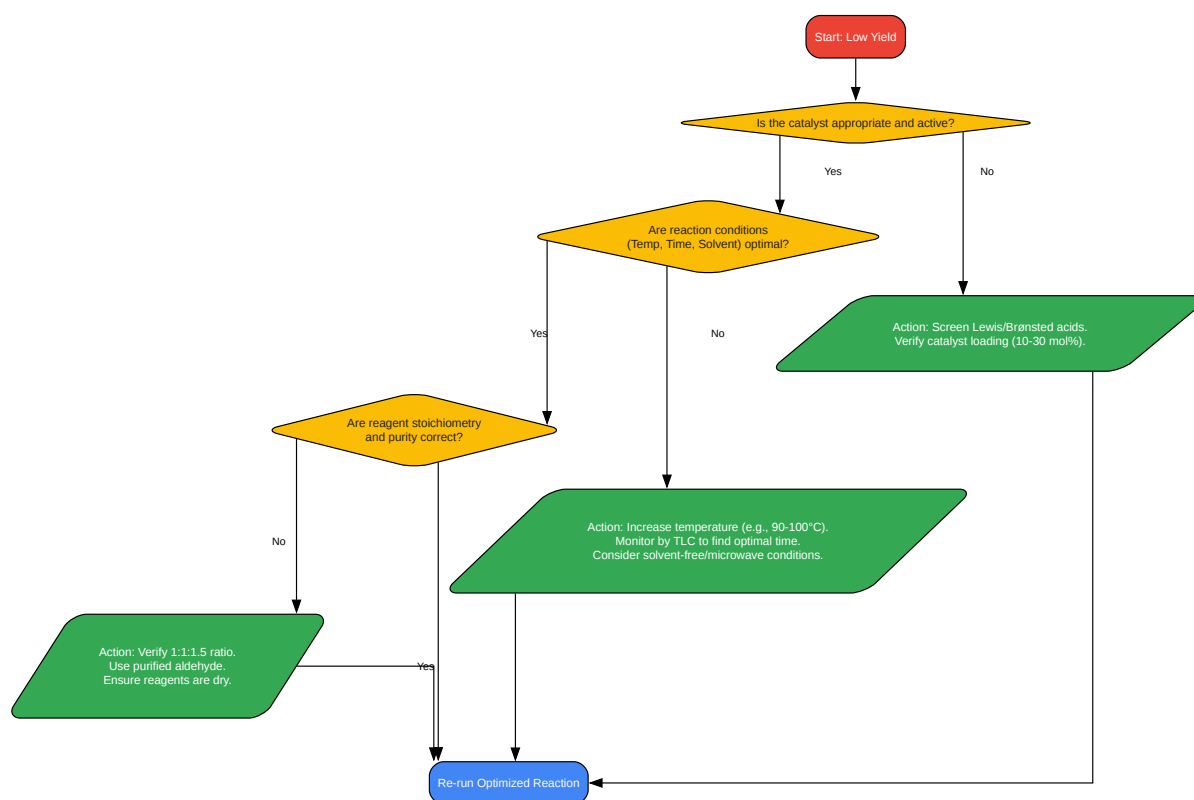 Start: Low Yield
Is the catalyst appropriate and active?
Yes
No
Are reaction conditions
(Temp, Time, Solvent) optimal?
Action: Screen Lewis/Brønsted acids.
Verify catalyst loading (10-30 mol%).
Yes
No
Are reagent stoichiometry
and purity correct?
Action: Increase temperature (e.g., 90-100°C).
Monitor by TLC to find optimal time.
Consider solvent-free/microwave conditions.
No
Action: Verify 1:1:1.5 ratio.
Use purified aldehyde.
Ensure reagents are dry.
Yes
Re-run Optimized Reaction